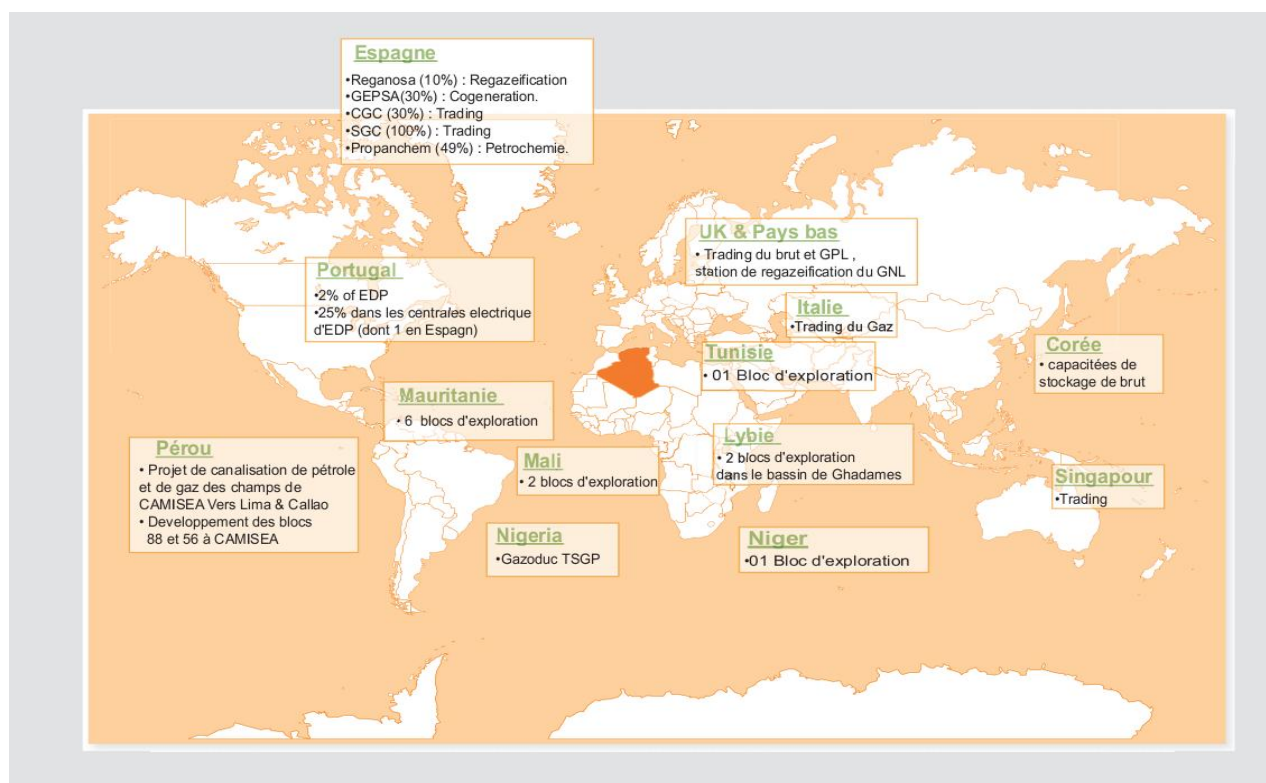 Espagne
•Reganosa (10%) : Regazeification
•GEPSA(30%) : Cogeneration.
•CGC (30%) : Trading
•SGC (100%) : Trading
•Propanchem (49%) : Petrochemie.
UK & Pays bas
• Trading du brut et GPL ,
station de regazeification du GNL
Portugal
•2% of EDP
•25% dans les centrales electrique
d'EDP (dont 1 en Espagn)
Italie
•Trading du Gaz
Tunisie
• 01 Bloc d'exploration
Corée
• capacitées de
stockage de brut
Mauritanie
• 6 blocs d'exploration
Pérou
• Projet de canalisation de pétrole
et de gaz des champs de
CAMISEA Vers Lima & Callao
• Developpement des blocs
88 et 56 à CAMISEA
Mali
• 2 blocs d'exploration
Lybie
• 2 blocs d'exploration
dans le bassin de Ghadames
Singapour
•Trading
Nigeria
•Gazoduc TSGP
Niger
•01 Bloc d'exploration